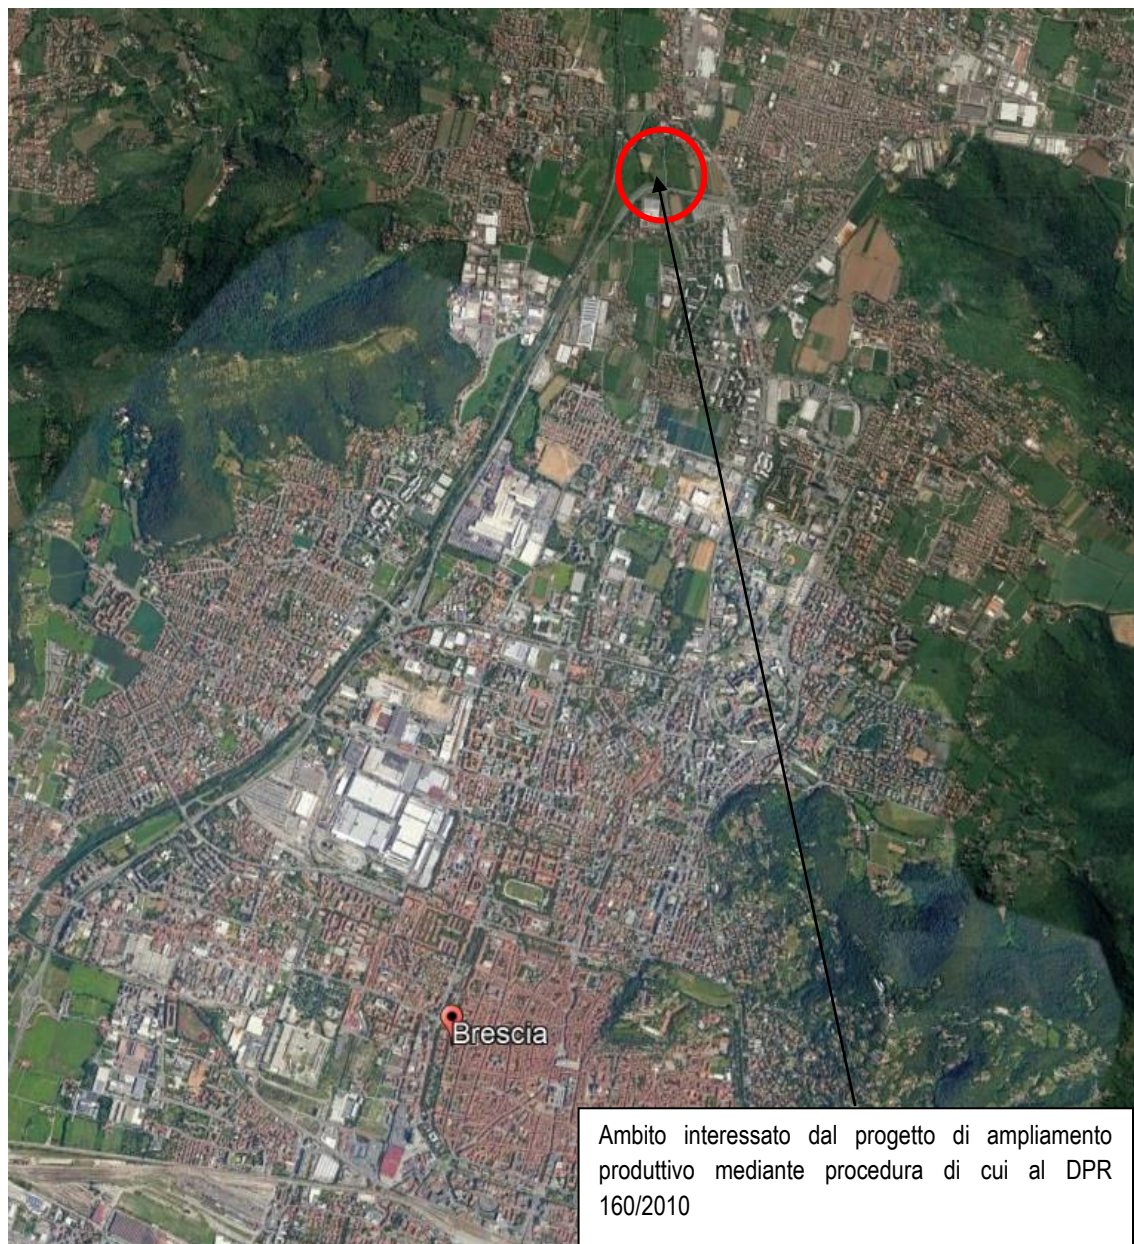 Brescia
Ambito interessato dal progetto di ampliamento
produttivo mediante procedura di cui al DPR
160/2010